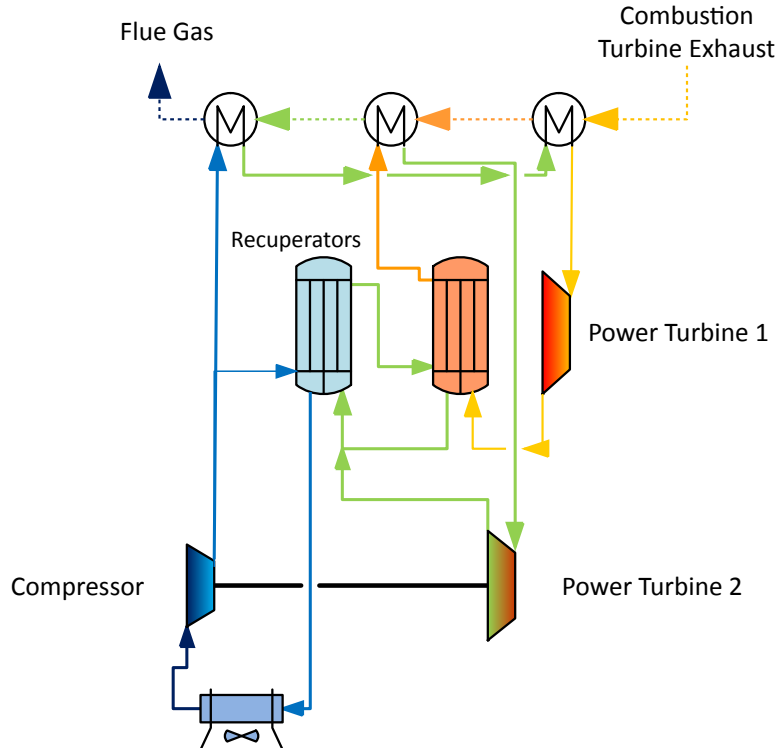 Flue Gas
Combustion
Turbine Exhaust
Recuperators
Power Turbine 1
Compressor
Power Turbine 2